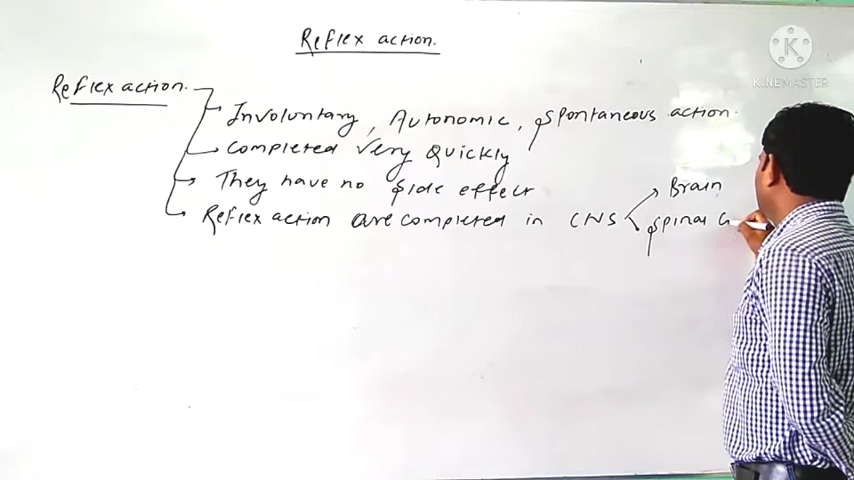 Reflex action.
K
KINEMASTER
Reflex action.
Involuntary, Autonomic, spontaneous action.
Completed very quickly
They have no side effect
Reflex action are completed in CNS
Brain
spinal